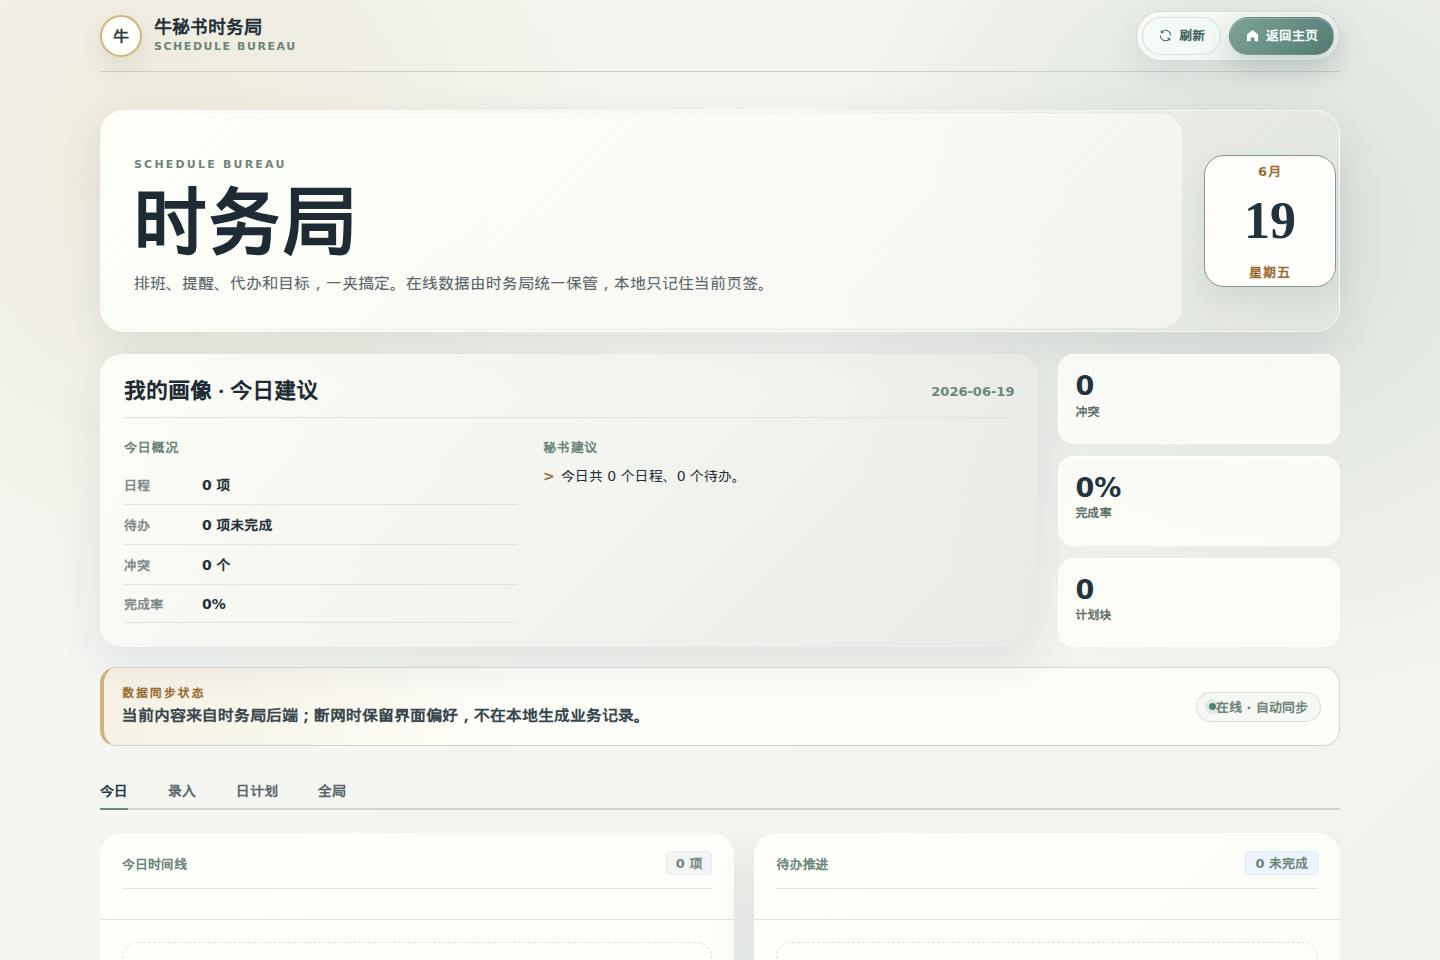 牛
牛秘书时务局
SCHEDULE BUREAU
刷新
返回主页
SCHEDULE BUREAU
时务局
排班、提醒、代办和目标，一夹搞定。在线数据由时务局统一保管，本地只记住当前页签。
6月
19
星期五
我的画像 · 今日建议
2026-06-19
今日概况
日程 0 项
待办 0 项未完成
冲突 0 个
完成率 0%
秘书建议
> 今日共 0 个日程、0 个待办。
0
冲突
0%
完成率
0
计划块
数据同步状态
当前内容来自时务局后端；断网时保留界面偏好，不在本地生成业务记录。
在线 · 自动同步
今日 录入 日计划 全局
今日时间线
0 项
待办推进
0 未完成